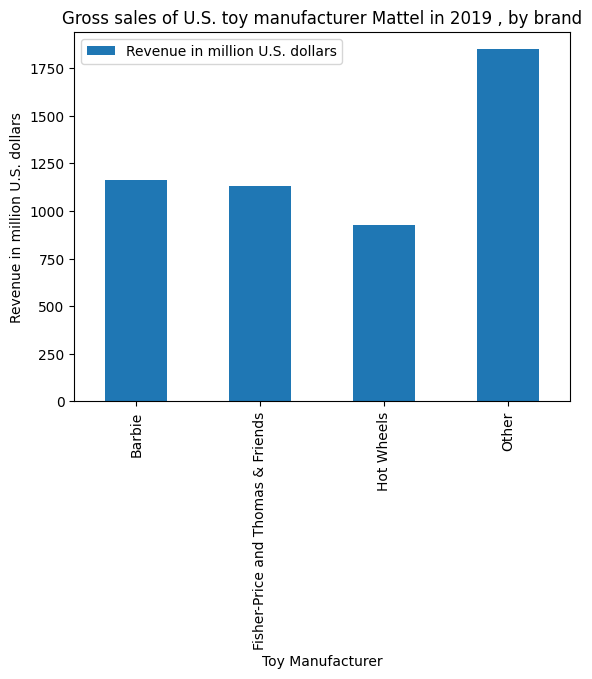 Gross sales of U.S. toy manufacturer Mattel in 2019 , by brand
Revenue in million U.S. dollars
Revenue in million U.S. dollars
1750
1500
1250
1000
750
500
250
0
Barbie
Fisher-Price and Thomas & Friends
Hot Wheels
Other
Toy Manufacturer